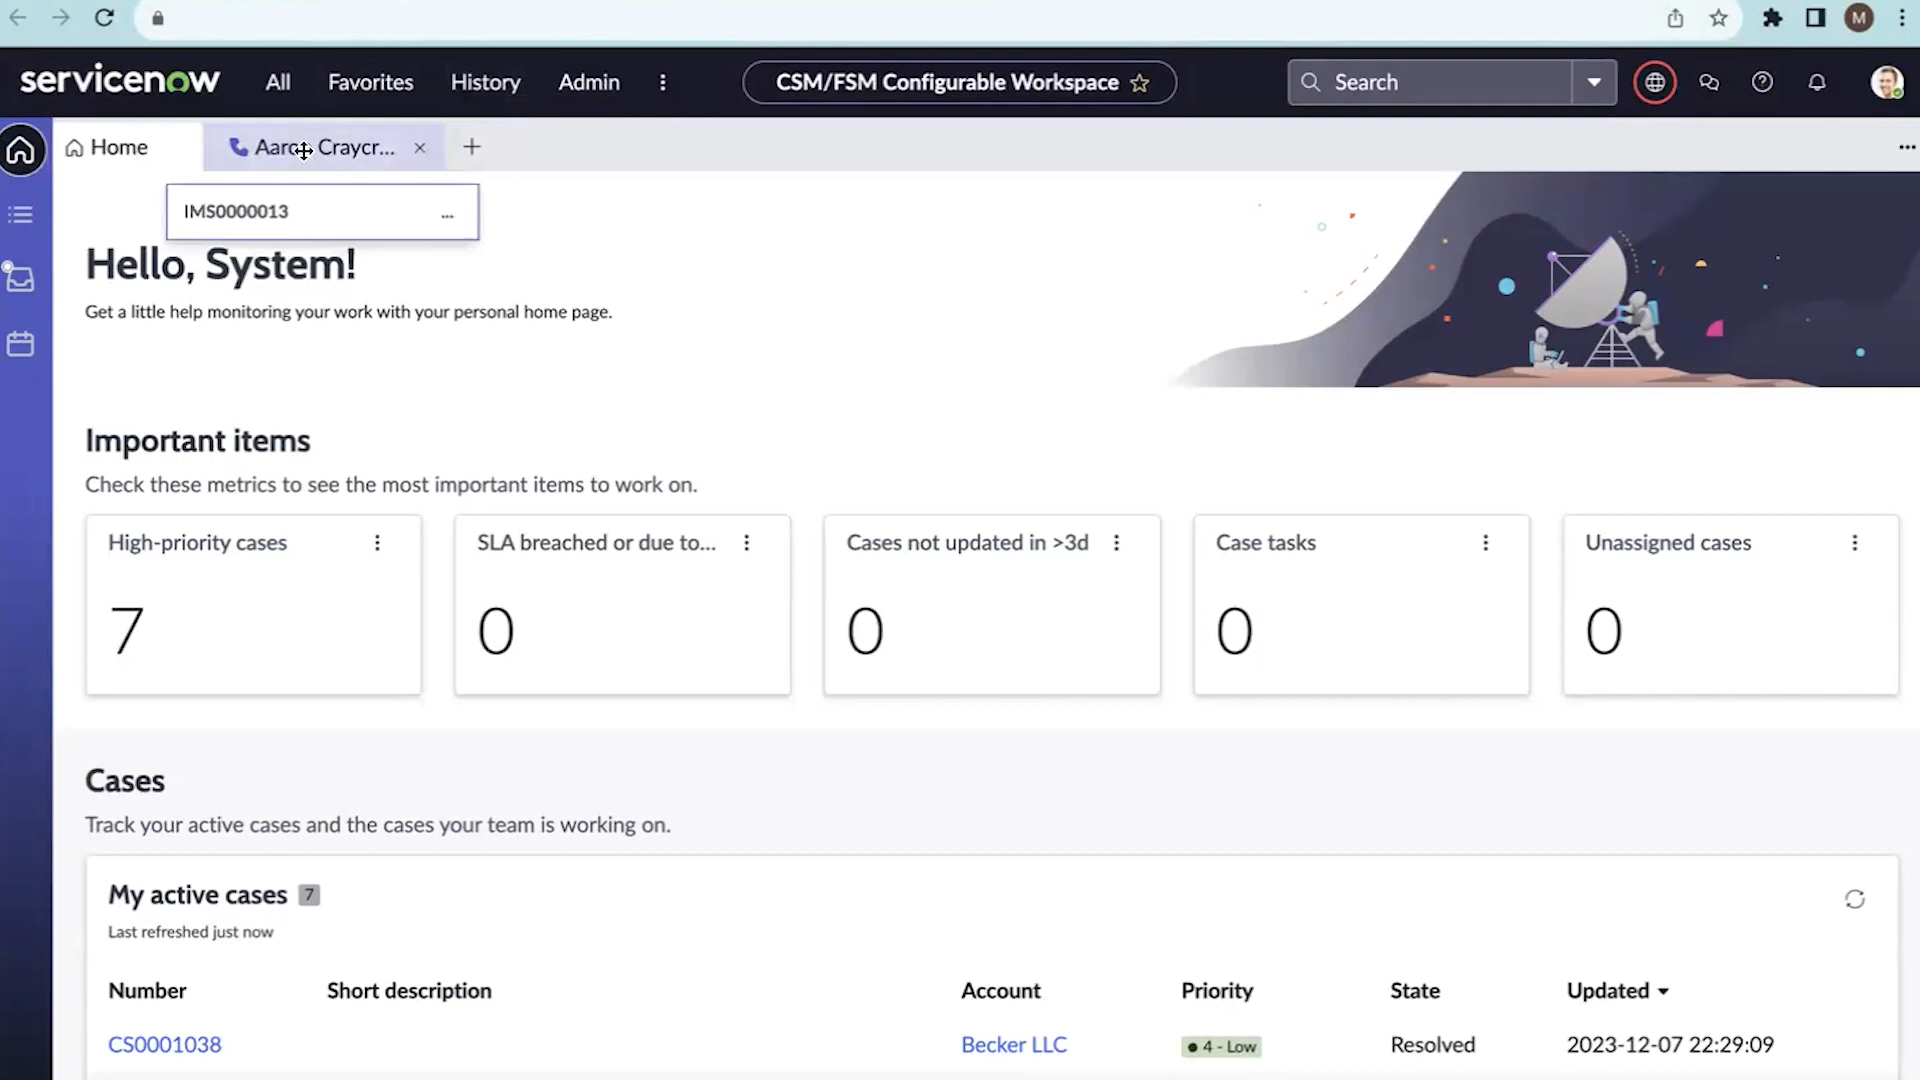 M
servicenow All Favorites History Admin CSM/FSM Configurable Workspace Search
Home Craycr...
IMS0000013 ...
Hello, System!
Get a little help monitoring your work with your personal home page.
Important items
Check these metrics to see the most important items to work on.
High-priority cases SLA breached or due to... Cases not updated in >3d Case tasks Unassigned cases
7 0 0 0 0
Cases
Track your active cases and the cases your team is working on.
My active cases 7
Last refreshed just now
Number Short description Account Priority State Updated
CS0001038 Becker LLC 4 - Low Resolved 2023-12-07 22:29:09